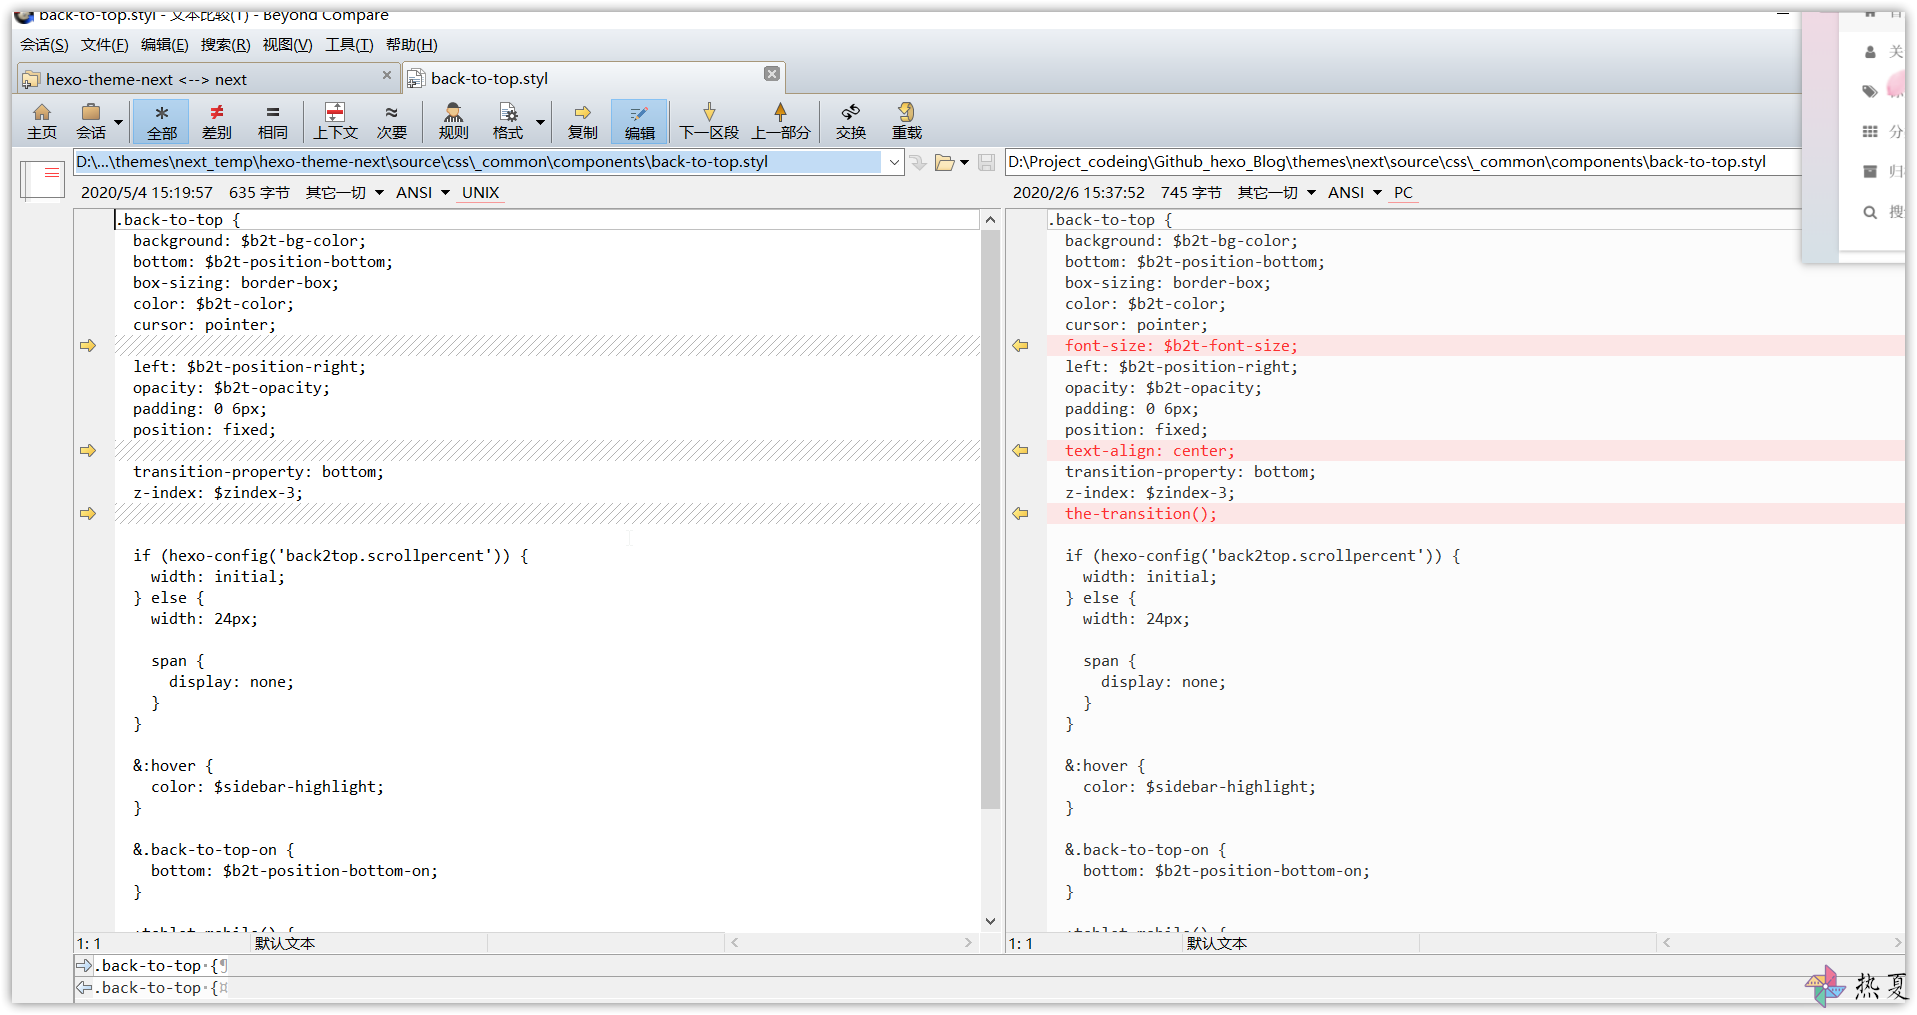 back-to-top.styl - 文本比较(T) - Beyond Compare
会话(S) 文件(F) 编辑(E) 搜索(R) 视图(V) 工具(T) 帮助(H)
hexo-theme-next <--> next
back-to-top.styl
主页 会话 全部 差别 相同 上下文 次要 规则 格式 复制 编辑 下一区段 上一部分 交换 重载
D:\...\themes\next_temp\hexo-theme-next\source\css\_common\components\back-to-top.styl
2020/5/4 15:19:57 635 字节 其它一切 ANSI UNIX
.back-to-top {
background: $b2t-bg-color;
bottom: $b2t-position-bottom;
box-sizing: border-box;
color: $b2t-color;
cursor: pointer;
left: $b2t-position-right;
opacity: $b2t-opacity;
padding: 0 6px;
position: fixed;
transition-property: bottom;
z-index: $zindex-3;
if (hexo-config('back2top.scrollpercent')) {
width: initial;
} else {
width: 24px;
span {
display: none;
}
}
&:hover {
color: $sidebar-highlight;
}
&.back-to-top-on {
bottom: $b2t-position-bottom-on;
}
1: 1 默认文本
D:\Project_codeing\Github_hexo_Blog\themes\next\source\css\_common\components\back-to-top.styl
2020/2/6 15:37:52 745 字节 其它一切 ANSI PC
.back-to-top {
background: $b2t-bg-color;
bottom: $b2t-position-bottom;
box-sizing: border-box;
color: $b2t-color;
cursor: pointer;
font-size: $b2t-font-size;
left: $b2t-position-right;
opacity: $b2t-opacity;
padding: 0 6px;
position: fixed;
text-align: center;
transition-property: bottom;
z-index: $zindex-3;
the-transition();
if (hexo-config('back2top.scrollpercent')) {
width: initial;
} else {
width: 24px;
span {
display: none;
}
}
&:hover {
color: $sidebar-highlight;
}
&.back-to-top-on {
bottom: $b2t-position-bottom-on;
}
1: 1 默认文本
.back-to-top·{¶
.back-to-top·{¤
关
分
热夏